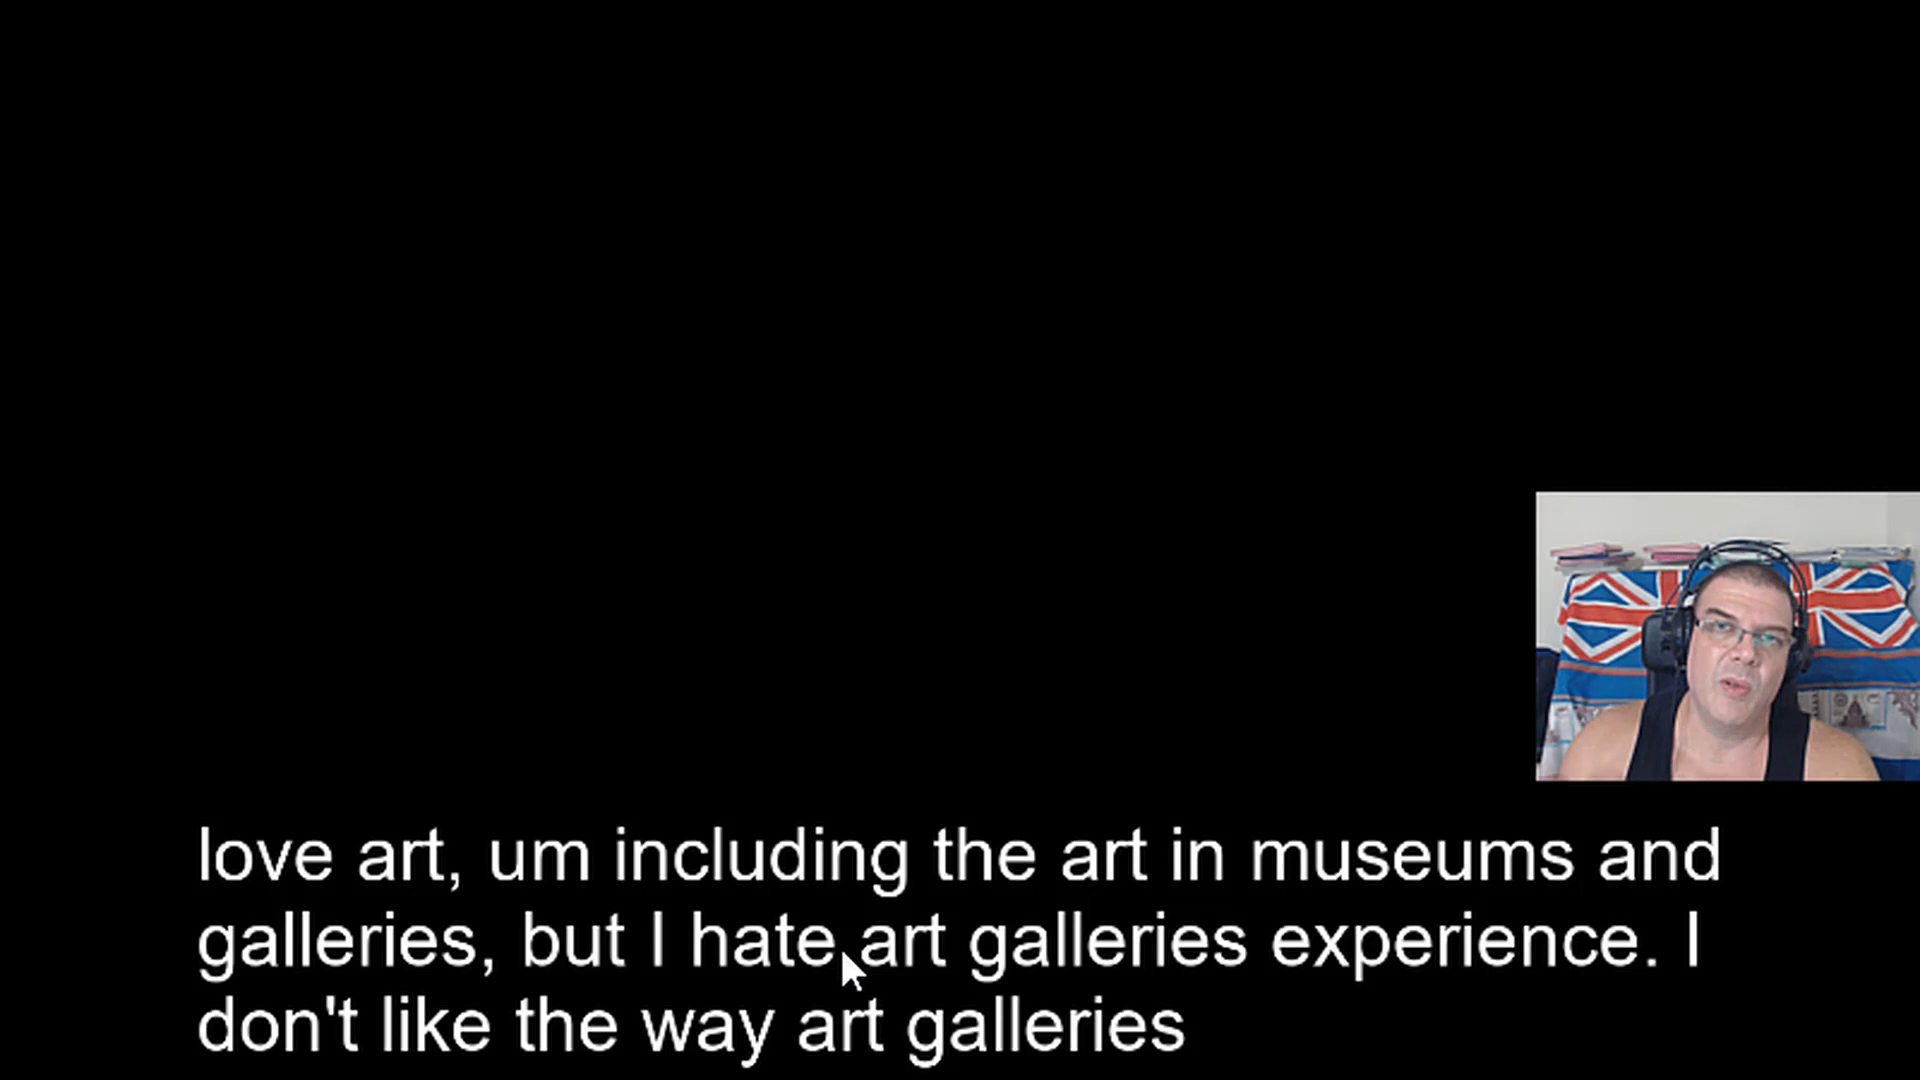 love art, um including the art in museums and
galleries, but I hate art galleries experience. I
don't like the way art galleries